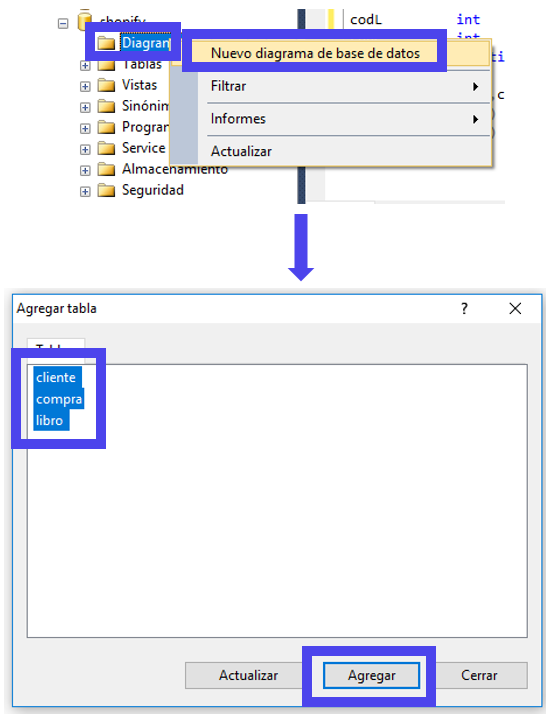 shopify
codL int
Diagram
int
Nuevo diagrama de base de datos
Tablas
Vistas
Filtrar
Sinónim
Program
Informes
Service
Actualizar
Almacenamiento
Seguridad
Agregar tabla
?
cliente
compra
libro
Actualizar
Agregar
Cerrar